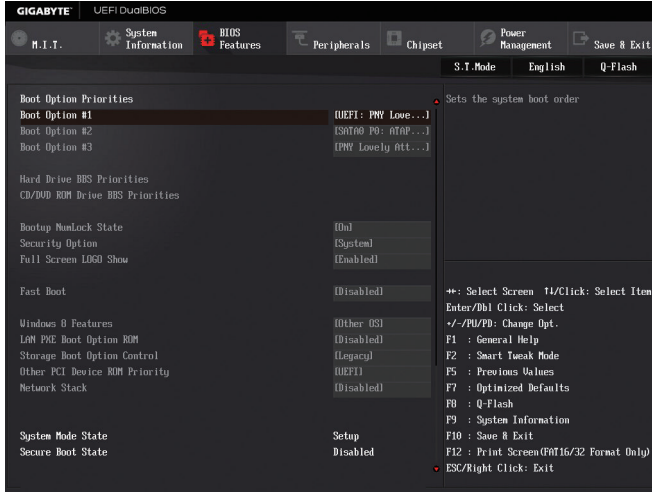 GIGABYTE™ UEFI DualBIOS
M.I.T.
System Information
BIOS Features
Peripherals
Chipset
Power Management
Save & Exit
S.T.Mode English Q-Flash
Boot Option Priorities
Boot Option #1 [UEFI: PNY Love...]
Boot Option #2 [SATA0 P0: ATAP...]
Boot Option #3 [PNY Lovely Att...]
Hard Drive BBS Priorities
CD/DVD ROM Drive BBS Priorities
Bootup NumLock State [On]
Security Option [System]
Full Screen LOGO Show [Enabled]
Fast Boot [Disabled]
Windows 8 Features [Other OS]
LAN PXE Boot Option ROM [Disabled]
Storage Boot Option Control [Legacy]
Other PCI Device ROM Priority [UEFI]
Network Stack [Disabled]
System Mode State Setup
Secure Boot State Disabled
Sets the system boot order
→←: Select Screen ↑↓/Click: Select Item
Enter/Dbl Click: Select
+/-/PU/PD: Change Opt.
F1 : General Help
F2 : Smart Tweak Mode
F5 : Previous Values
F7 : Optimized Defaults
F8 : Q-Flash
F9 : System Information
F10 : Save & Exit
F12 : Print Screen(FAT16/32 Format Only)
ESC/Right Click: Exit